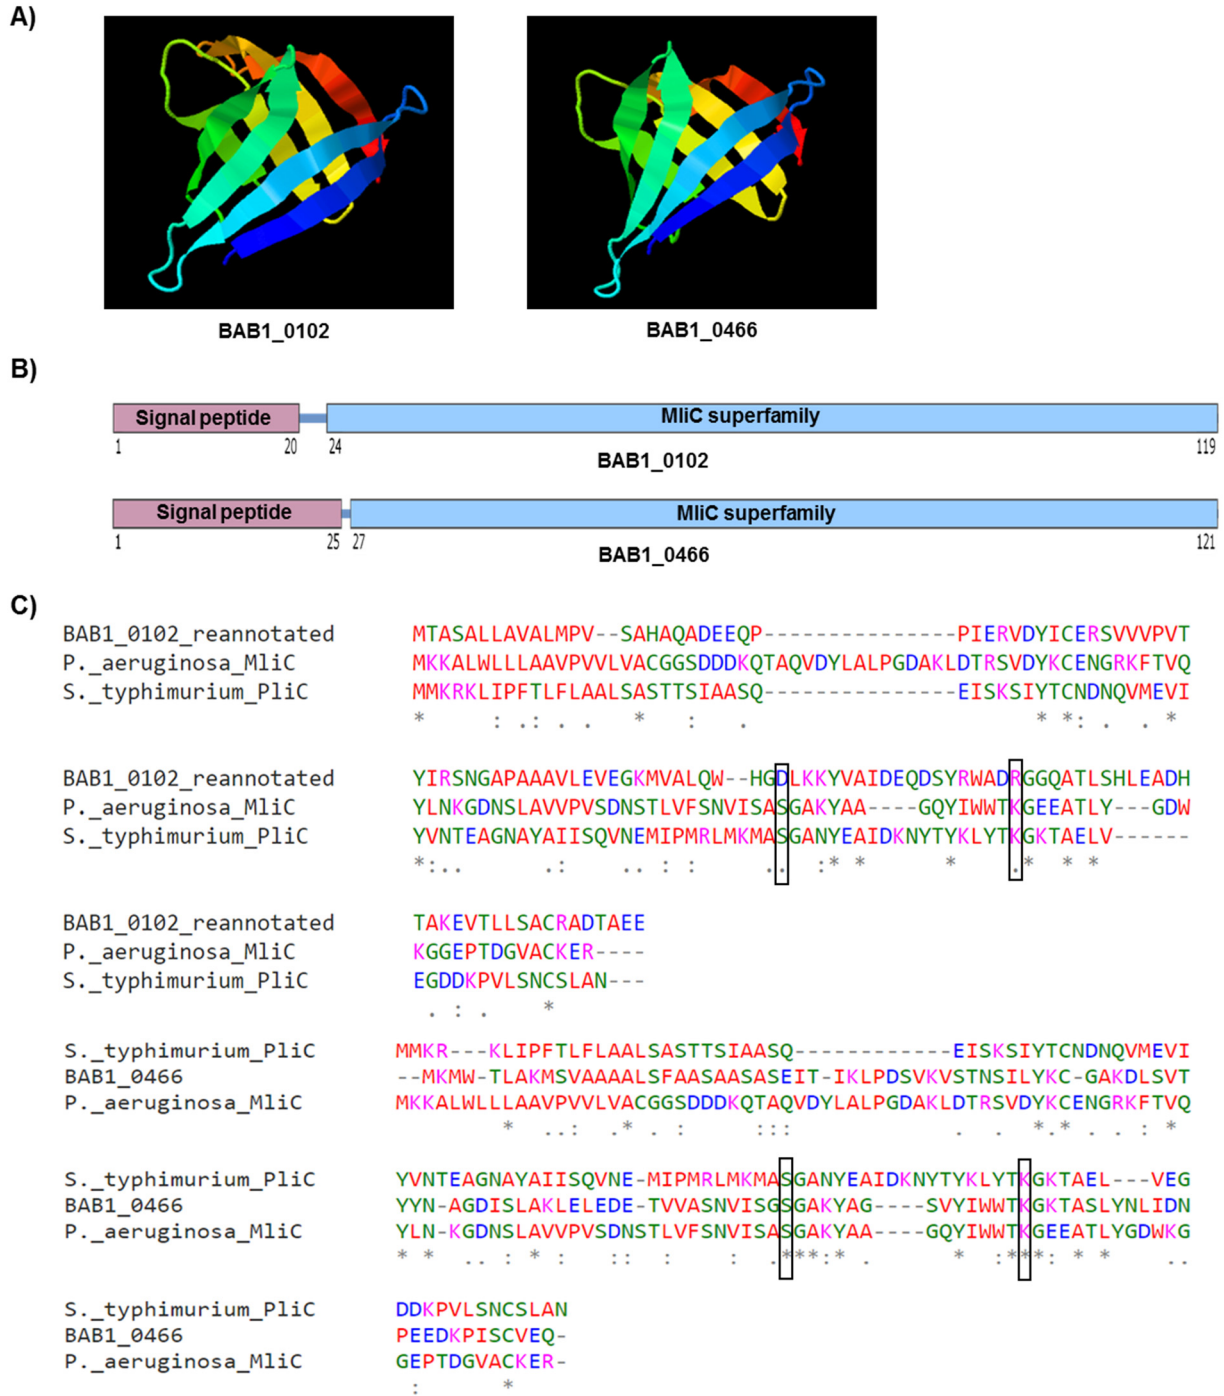 A)
BAB1_0102 BAB1_0466
B)
Signal peptide MliC superfamily
1 20 24 119
BAB1_0102
Signal peptide MliC superfamily
1 25 27 121
BAB1_0466
C)
BAB1_0102_reannotated MTASALLAVALMPV--SAHAQADEEQP---------------PIERVDYICERSVVVPVT
P._aeruginosa_MliC MKKALWLLLAAVPVVLVACGGSDDDKQTAQVDYLALPGDAKLDTRSVDYKCENGRKFTVQ
S._typhimurium_PliC MMKRKLIPFTLFLAALSASTTSIAASQ---------------EISKSIYTCNDNQVMEVI
* : .: . . * : . * *: . . *
BAB1_0102_reannotated YIRSNGAPAAAVLEVEGKMVALQW--HGDLKKYVAIDEQDSYRWADRGGQATLSHLEADH
P._aeruginosa_MliC YLNKGDNSLAVVPVSDNSTLVFSNVISASGAKYAA----GQYIWWTKGEEATLY---GDW
S._typhimurium_PliC YVNTEAGNAYAIISQVNEMIPMRLMKMASGANYEAIDKNYTYKLYTKGKTAELV------
*:.. .: .. : : .. :* * * .* * *
BAB1_0102_reannotated TAKEVTLLSACRADTAEE
P._aeruginosa_MliC KGGEPTDGVACKER----
S._typhimurium_PliC EGDDKPVLSNCSLAN---
. : . *
S._typhimurium_PliC MMKR---KLIPFTLFLAALSASTTSIAASQ------------EISKSIYTCNDNQVMEVI
BAB1_0466 --MKMW-TLAKMSVAAAALSFAASAASASEIT-IKLPDSVKVSTNSILYKC-GAKDLSVT
P._aeruginosa_MliC MKKALWLLLAAVPVVLVACGGSDDDKQTAQVDYLALPGDAKLDTRSVDYKCENGRKFTVQ
* ..: .* . : ::: . . *.* . . : *
S._typhimurium_PliC YVNTEAGNAYAIISQVNE-MIPMRLMKMASGANYEAIDKNYTYKLYTKGKTAEL---VEG
BAB1_0466 YYN-AGDISLAKLELEDE-TVVASNVISGSGAKYAG----SVYIWWTKGKTASLYNLIDN
P._aeruginosa_MliC YLN-KGDNSLAVVPVSDNSTLVFSNVISASGAKYAA----GQYIWWTKGEEATLYGDWKG
* * .. : * : :: : : .***:* . * :**: * * ..
S._typhimurium_PliC DDKPVLSNCSLAN
BAB1_0466 PEEDKPISCVEQ-
P._aeruginosa_MliC GEPTDGVACKER-
: *